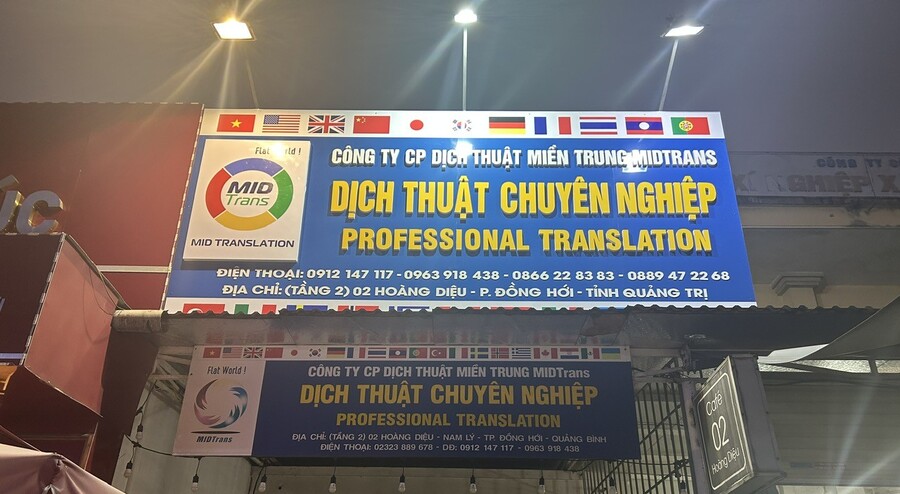 Flat World !
MID
Trans
MID TRANSLATION
CÔNG TY CP DỊCH THUẬT MIỀN TRUNG MIDTRANS
DỊCH THUẬT CHUYÊN NGHIỆP
PROFESSIONAL TRANSLATION
ĐIỆN THOẠI: 0912 147 117 - 0963 918 438 - 0866 22 83 83 - 0889 47 22 68
ĐỊA CHỈ: (TẦNG 2) 02 HOÀNG DIỆU - P. ĐỒNG HỚI - TỈNH QUẢNG TRỊ
CÔNG TY C
NGHIỆP X
Flat World !
MIDTrans
CÔNG TY CP DỊCH THUẬT MIỀN TRUNG MIDTrans
DỊCH THUẬT CHUYÊN NGHIỆP
PROFESSIONAL TRANSLATION
ĐỊA CHỈ: (TẦNG 2) 02 HOÀNG DIỆU - NAM LÝ - TP. ĐỒNG HỚI - QUẢNG BÌNH
ĐIỆN THOẠI: 02323 889 678 - DĐ: 0912 147 117 - 0963 918 438
Café
02
Hoàng Diệu